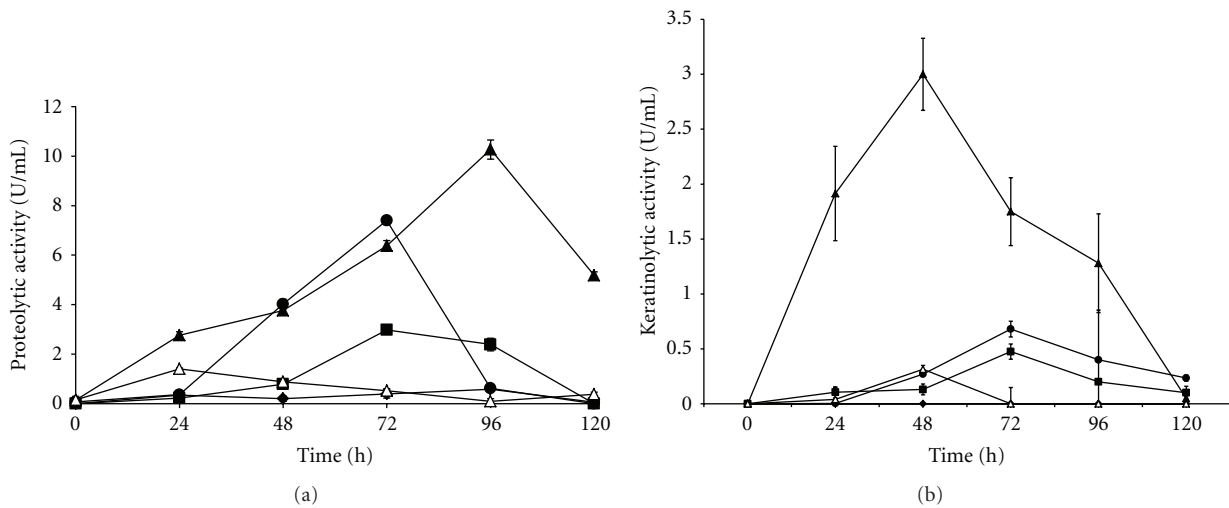 12
10
8
6
4
2
0
Proteolytic activity (U/mL)
0 24 48 72 96 120
Time (h)
(a)
3.5
3
2.5
2
1.5
1
0.5
0
Keratinolytic activity (U/mL)
0 24 48 72 96 120
Time (h)
(b)